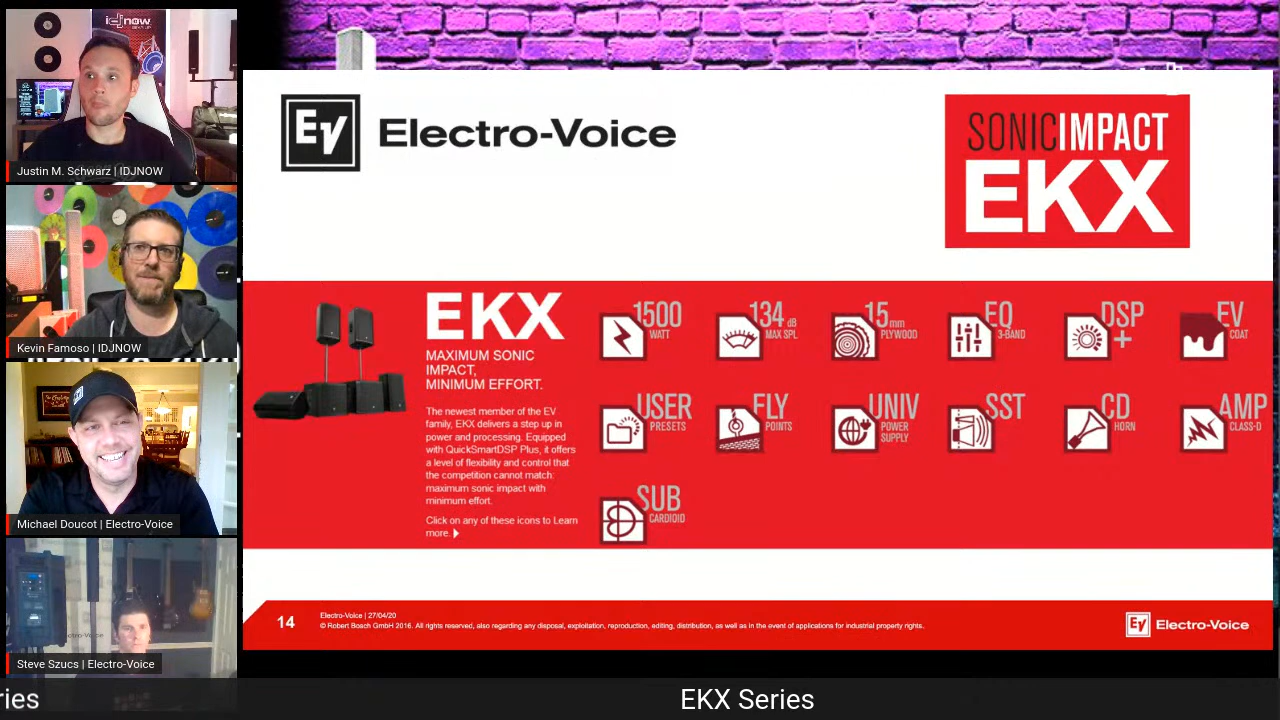 idjnow
Justin M. Schwarz | IDJNOW
Kevin Famoso | IDJNOW
Michael Doucot | Electro-Voice
Steve Szucs | Electro-Voice
EV
Electro-Voice
SONICIMPACT
EKX
EKX
MAXIMUM SONIC
IMPACT,
MINIMUM EFFORT.
The newest member of the EV
family, EKX delivers a step up in
power and processing. Equipped
with QuickSmartDSP Plus, it offers
a level of flexibility and control that
the competition cannot match:
maximum sonic impact with
minimum effort.
Click on any of these icons to Learn
more.
1500
WATT
134 dB
MAX SPL
15mm
PLYWOOD
EQ
3-BAND
DSP
+
EV
COAT
USER
PRESETS
FLY
POINTS
UNIV
POWER
SUPPLY
SST
CD
HORN
AMP
CLASS-D
SUB
CARDIOID
14
Electro-Voice | 27/04/20
© Robert Bosch GmbH 2016. All rights reserved, also regarding any disposal, exploitation, reproduction, editing, distribution, as well as in the event of applications for industrial property rights.
EV Electro-Voice
ries
EKX Series